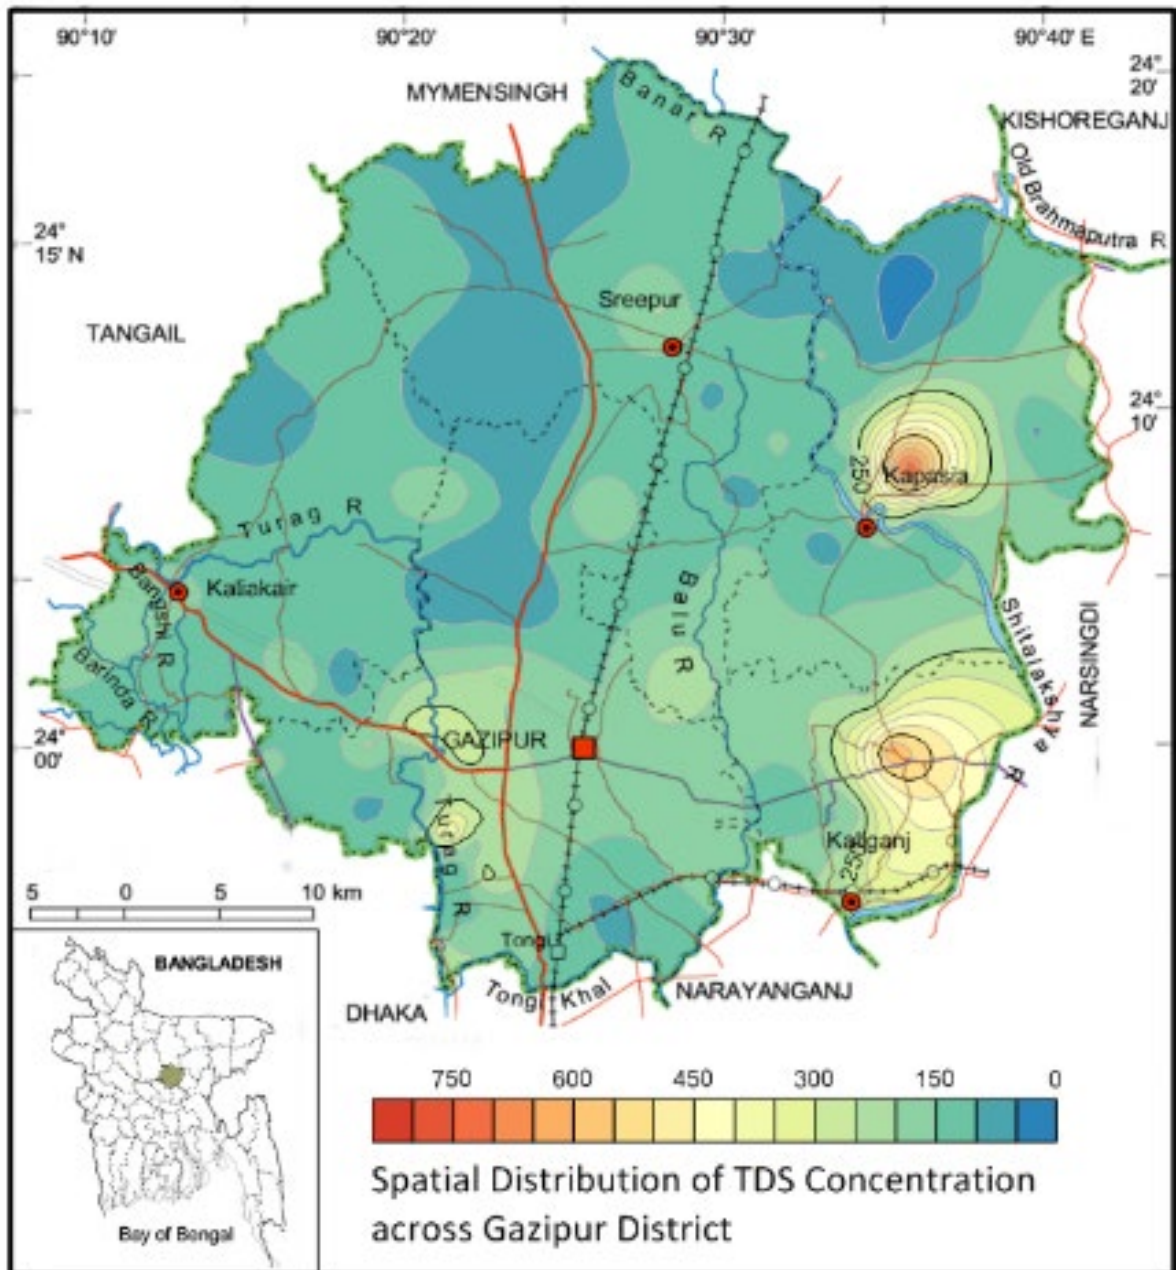 90°10'
90°20'
90°30'
90°40' E
24°
20'
MYMENSINGH
Banar R
KISHOREGANJ
Old Brahmaputra R
24°
15' N
Sreepur
TANGAIL
24°
10'
250
Kapasia
Turag R
Kaliakair
Bangshi R
Barinda R
Balu R
Shitalakshya R
NARSINGDI
24°
00'
GAZIPUR
Turag R
Kaliganj
250
5 0 5 10 km
Tongi
Tongi Khal
DHAKA
NARAYANGANJ
BANGLADESH
Bay of Bengal
750 600 450 300 150 0
Spatial Distribution of TDS Concentration
across Gazipur District